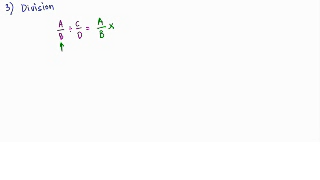 3) Division
A/B ÷ C/D = A/B ×